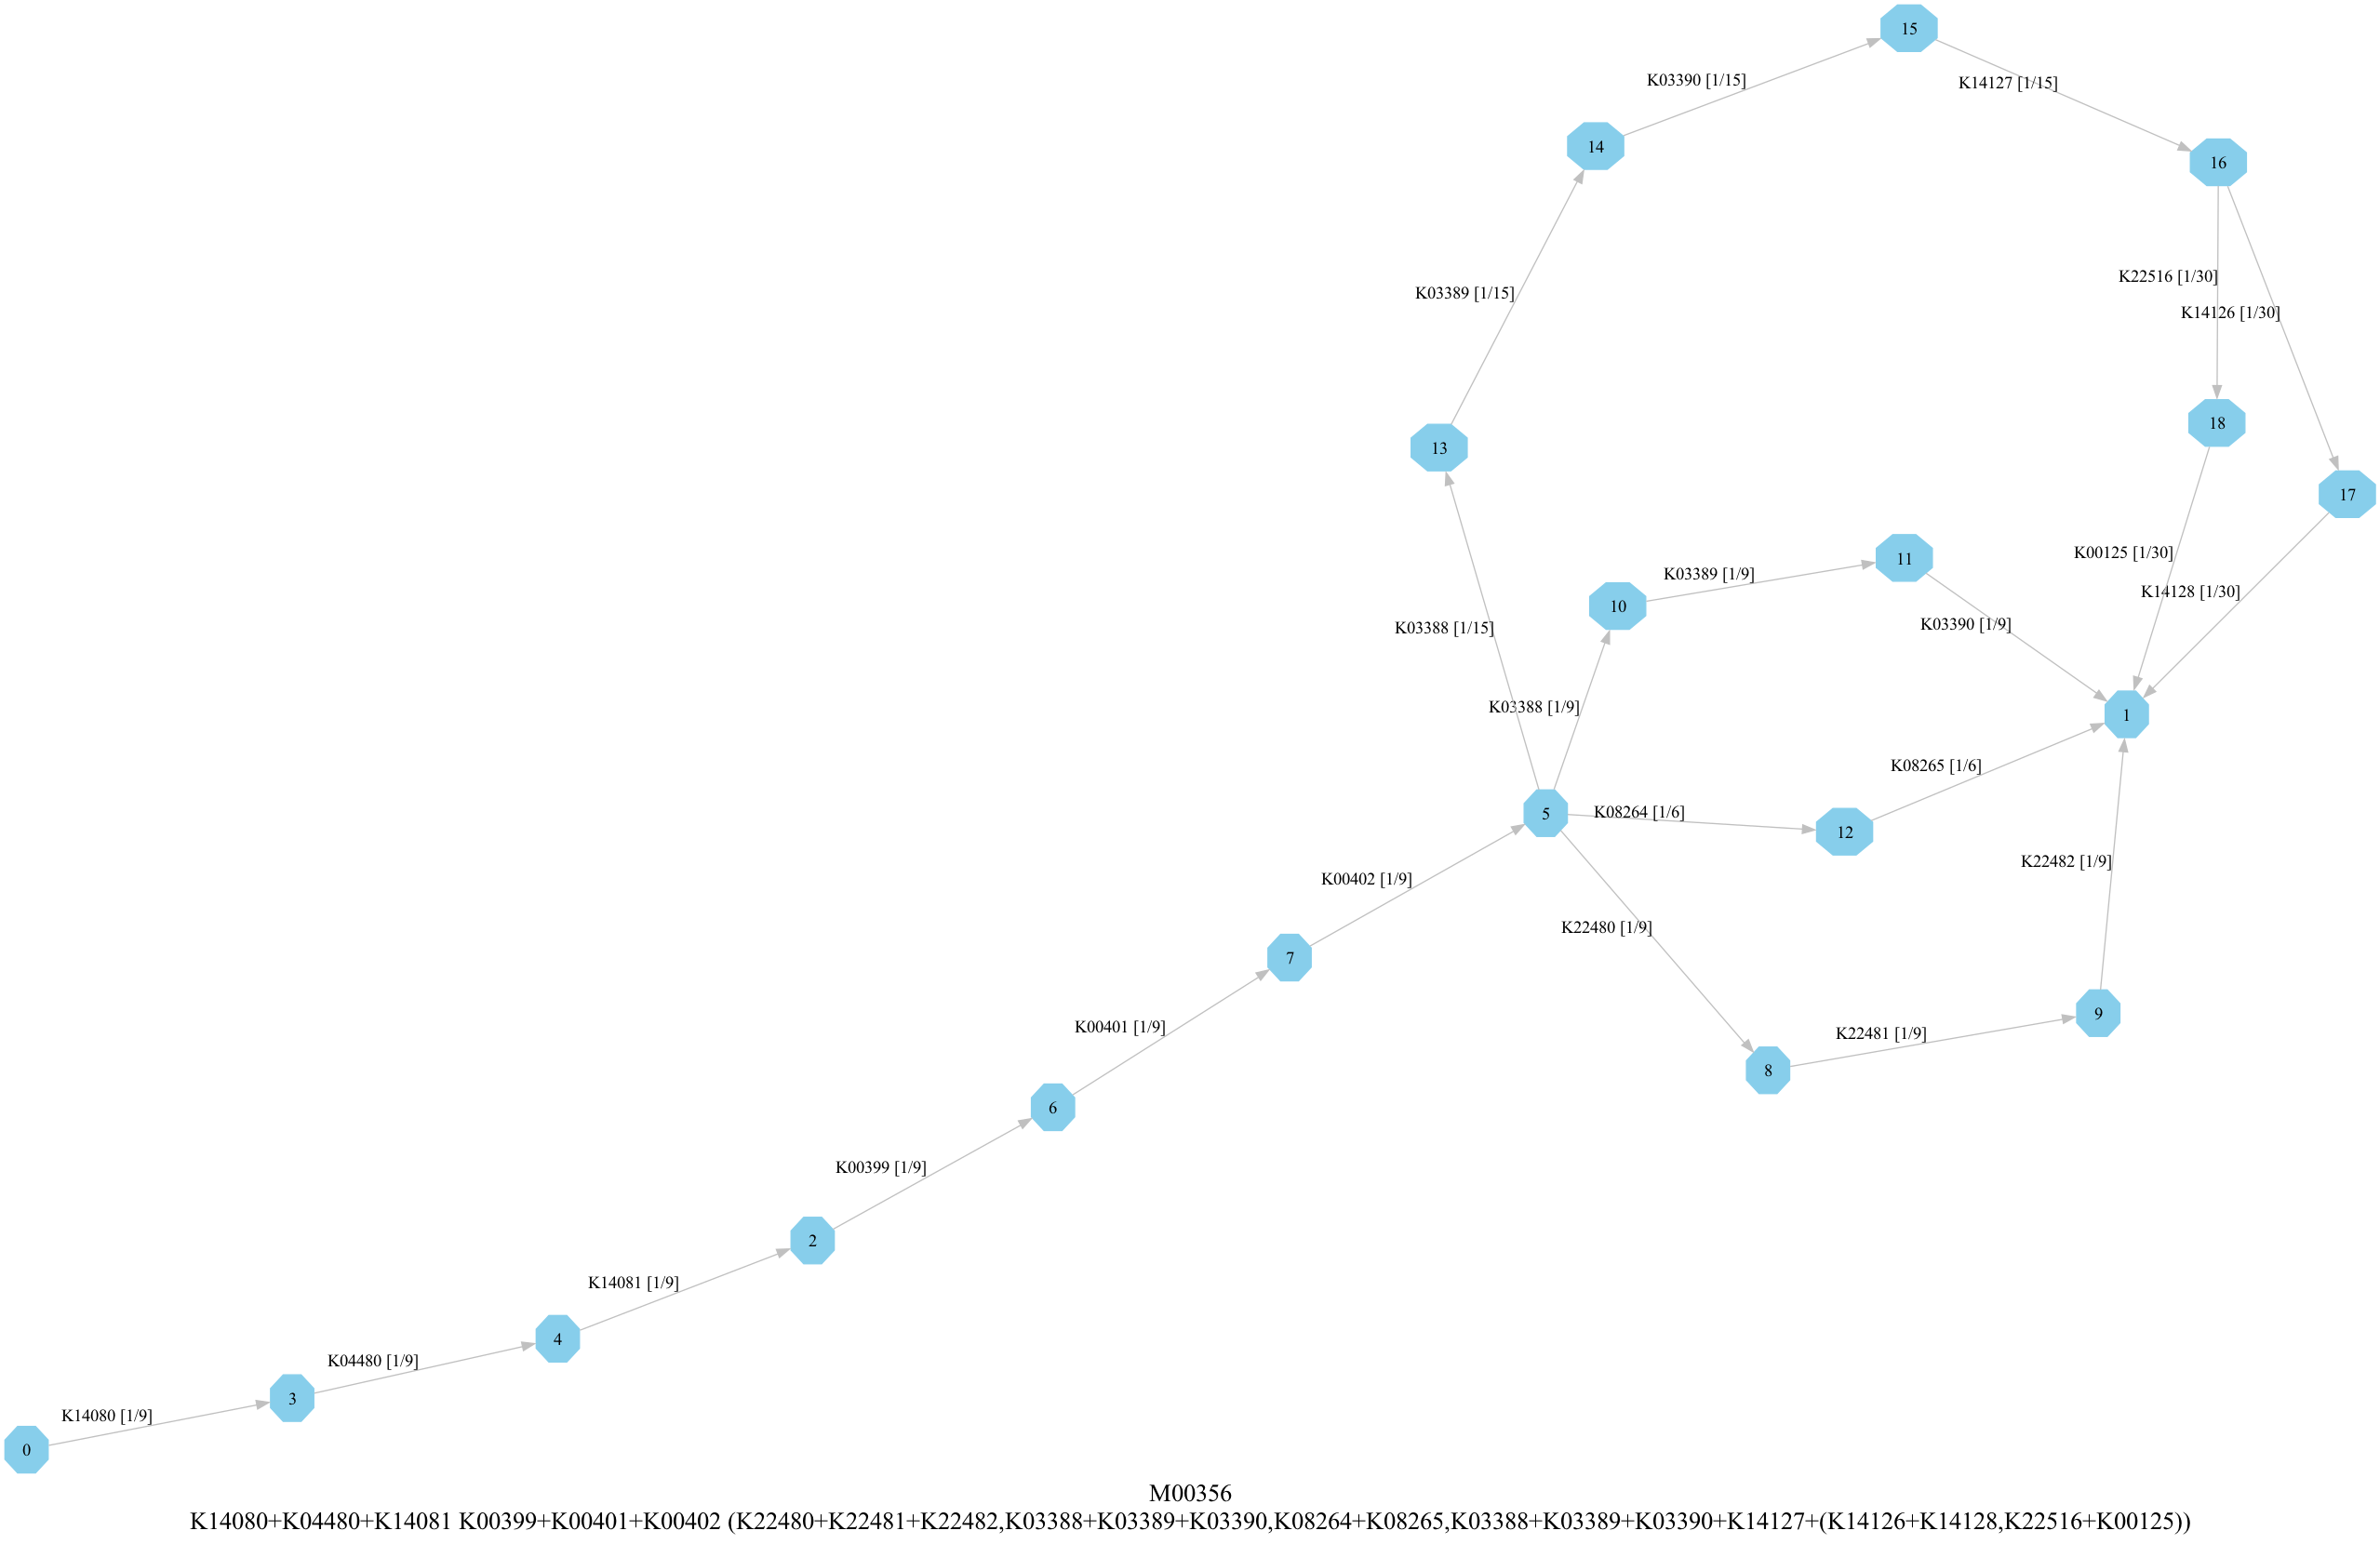 15
K03390 [1/15]
K14127 [1/15]
14
16
K22516 [1/30]
K03389 [1/15]
K14126 [1/30]
18
13
17
K00125 [1/30]
11
K03389 [1/9]
K14128 [1/30]
10
K03390 [1/9]
K03388 [1/15]
K03388 [1/9]
1
K08265 [1/6]
5
K08264 [1/6]
12
K22482 [1/9]
K00402 [1/9]
K22480 [1/9]
7
9
K00401 [1/9]
K22481 [1/9]
8
6
K00399 [1/9]
2
K14081 [1/9]
4
K04480 [1/9]
3
K14080 [1/9]
0
M00356
K14080+K04480+K14081 K00399+K00401+K00402 (K22480+K22481+K22482,K03388+K03389+K03390,K08264+K08265,K03388+K03389+K03390+K14127+(K14126+K14128,K22516+K00125))